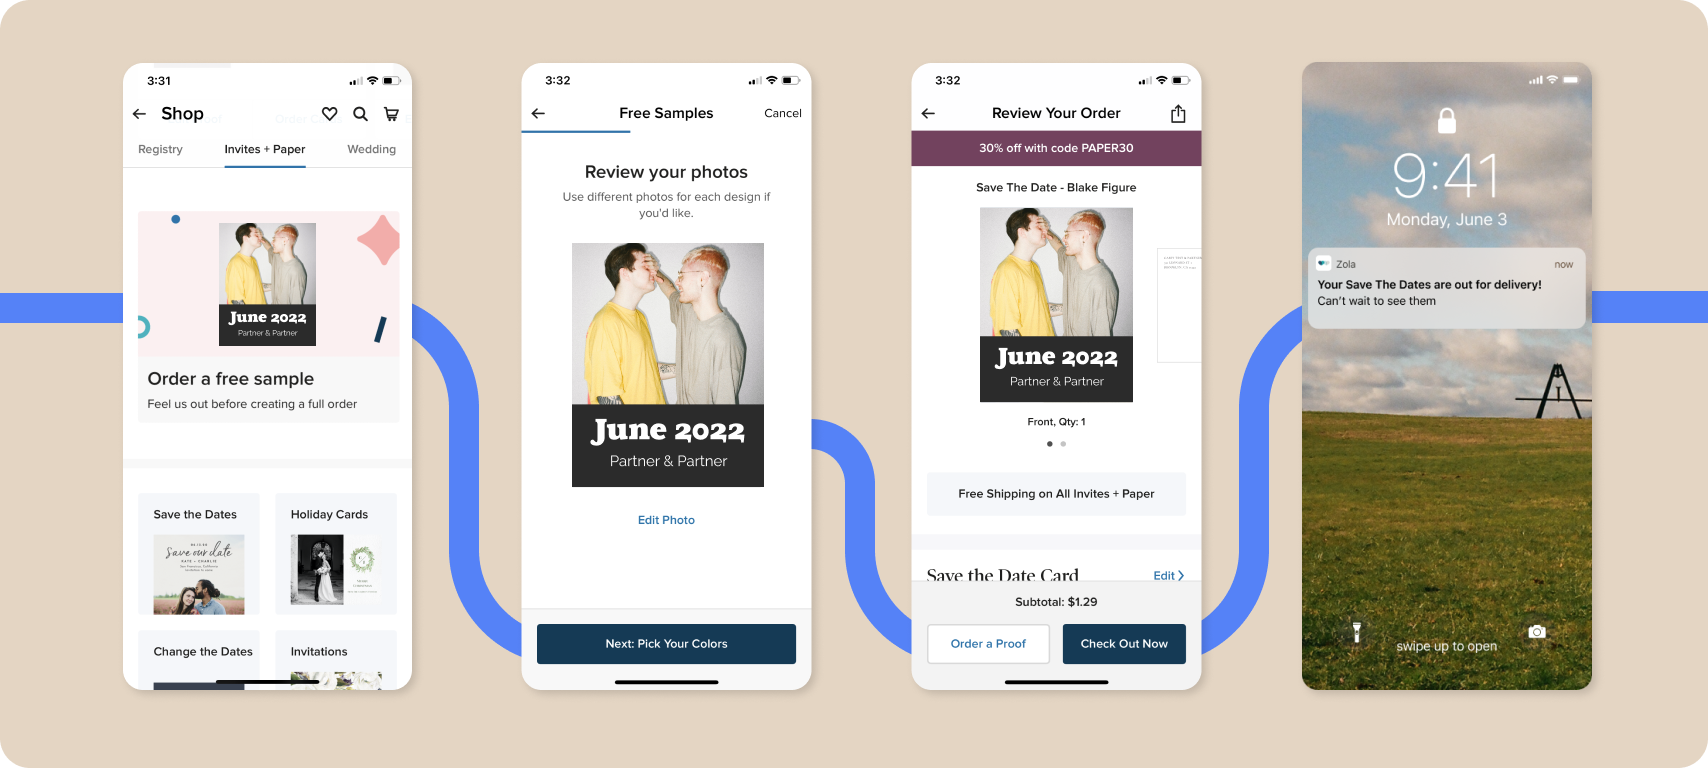 3:31
Shop
Registry
Invites + Paper
Wedding
June 2022
Partner & Partner
Order a free sample
Feel us out before creating a full order
Save the Dates
Save our date
Holiday Cards
Change the Dates
Invitations
3:32
Free Samples
Cancel
Review your photos
Use different photos for each design if
you'd like.
June 2022
Partner & Partner
Edit Photo
Next: Pick Your Colors
3:32
Review Your Order
30% off with code PAPER30
Save The Date - Blake Figure
June 2022
Partner & Partner
Front, Qty: 1
Free Shipping on All Invites + Paper
Save the Date Card
Edit
Subtotal: $1.29
Order a Proof
Check Out Now
9:41
Monday, June 3
Zola
now
Your Save The Dates are out for delivery!
Can't wait to see them
swipe up to open